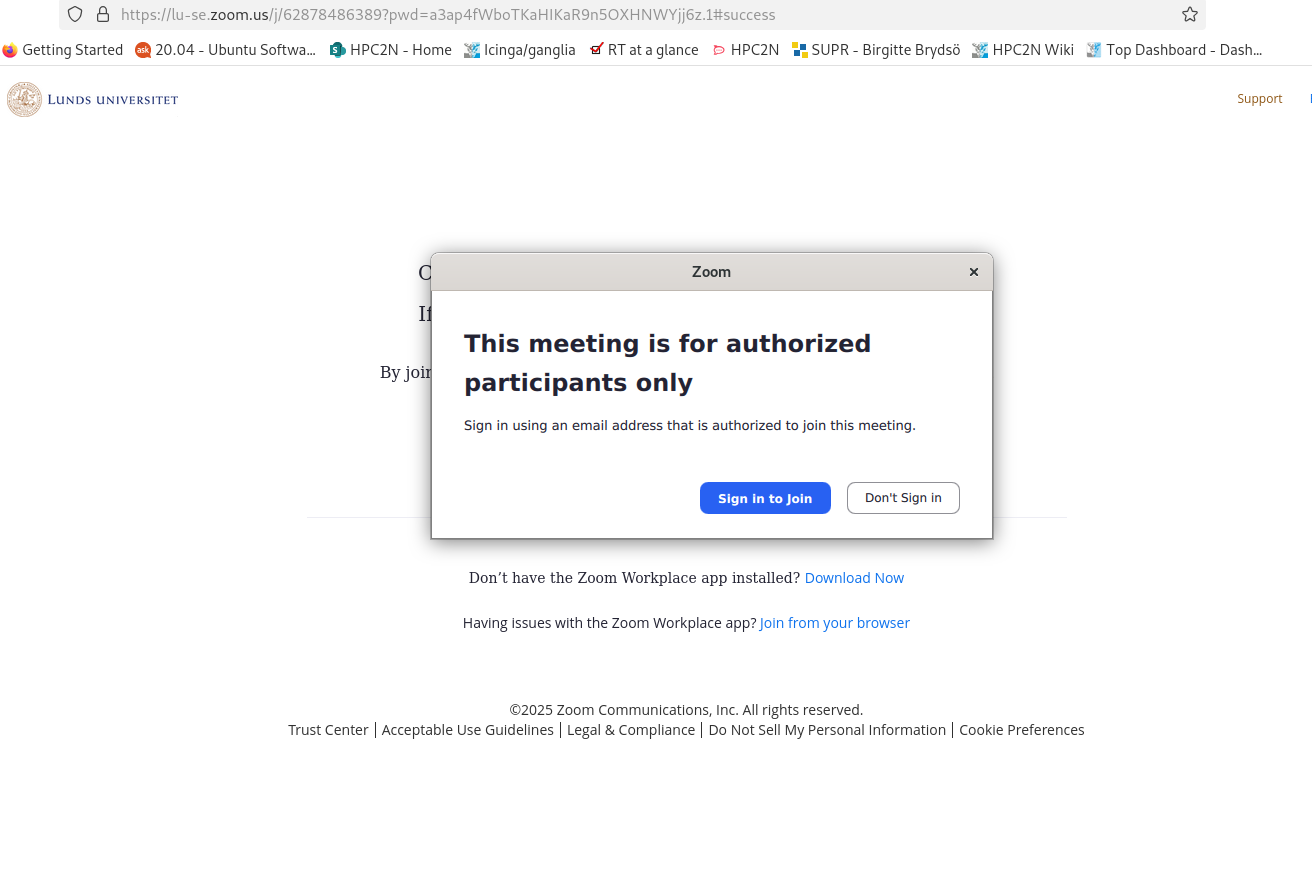 https://lu-se.zoom.us/j/62878486389?pwd=a3ap4fWboTKaHIKaR9n5OXHNWYjj6z.1#success
Getting Started ask 20.04 - Ubuntu Softwa... HPC2N - Home Icinga/ganglia RT at a glance HPC2N SUPR - Birgitte Brydsö HPC2N Wiki Top Dashboard - Dash...
LUNDS UNIVERSITET
Support
Zoom
This meeting is for authorized
participants only
If
By join
Sign in using an email address that is authorized to join this meeting.
Sign in to Join Don't Sign in
Don’t have the Zoom Workplace app installed? Download Now
Having issues with the Zoom Workplace app? Join from your browser
©2025 Zoom Communications, Inc. All rights reserved.
Trust Center | Acceptable Use Guidelines | Legal & Compliance | Do Not Sell My Personal Information | Cookie Preferences